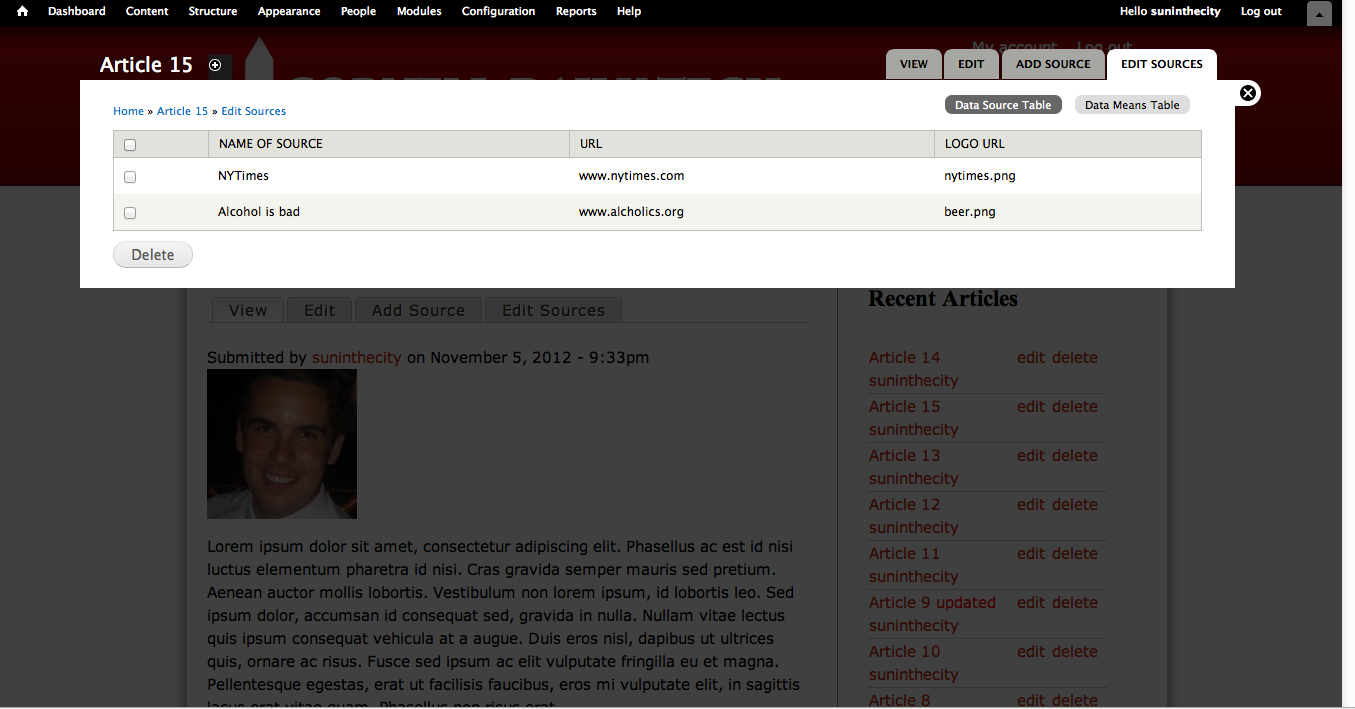 Dashboard Content Structure Appearance People Modules Configuration Reports Help Hello suninthecity Log out
My account Log out
Article 15 VIEW EDIT ADD SOURCE EDIT SOURCES
Home » Article 15 » Edit Sources Data Source Table Data Means Table
NAME OF SOURCE URL LOGO URL
NYTimes www.nytimes.com nytimes.png
Alcohol is bad www.alcholics.org beer.png
Delete
View Edit Add Source Edit Sources
Submitted by suninthecity on November 5, 2012 - 9:33pm
Lorem ipsum dolor sit amet, consectetur adipiscing elit. Phasellus ac est id nisi
luctus elementum pharetra id nisi. Cras gravida semper mauris sed pretium.
Aenean auctor mollis lobortis. Vestibulum non lorem ipsum, id lobortis leo. Sed
ipsum dolor, accumsan id consequat sed, gravida in nulla. Nullam vitae lectus
quis ipsum consequat vehicula at a augue. Duis eros nisl, dapibus ut ultrices
quis, ornare ac risus. Fusce sed ipsum ac elit vulputate fringilla eu et magna.
Pellentesque egestas, erat ut facilisis faucibus, eros mi vulputate elit, in sagittis
lacus erat vitae quam. Phasellus non risus erat.
Recent Articles
Article 14 edit delete
suninthecity
Article 15 edit delete
suninthecity
Article 13 edit delete
suninthecity
Article 12 edit delete
suninthecity
Article 11 edit delete
suninthecity
Article 9 updated edit delete
suninthecity
Article 10 edit delete
suninthecity
Article 8 edit delete